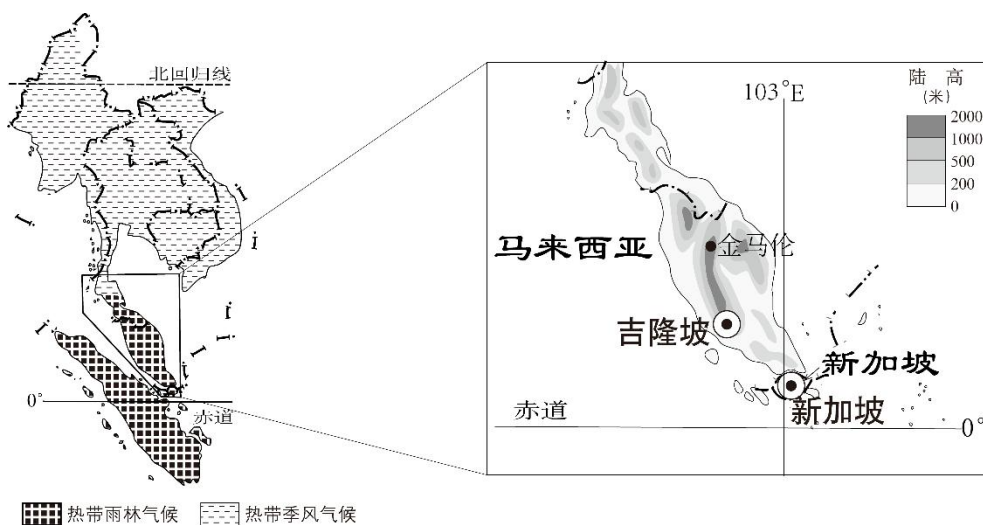 北回归线
0°
赤道
热带雨林气候
热带季风气候
103°E
陆高
(米)
2000
1000
500
200
0
马来西亚
金马伦
吉隆坡
新加坡
新加坡
赤道
0°